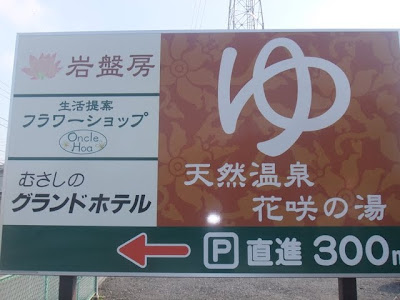 岩盤房
生活提案
フラワーショップ
Oncle
Hoa
むさしの
グランドホテル
ゆ
天然温泉
花咲の湯
P 直進 300m